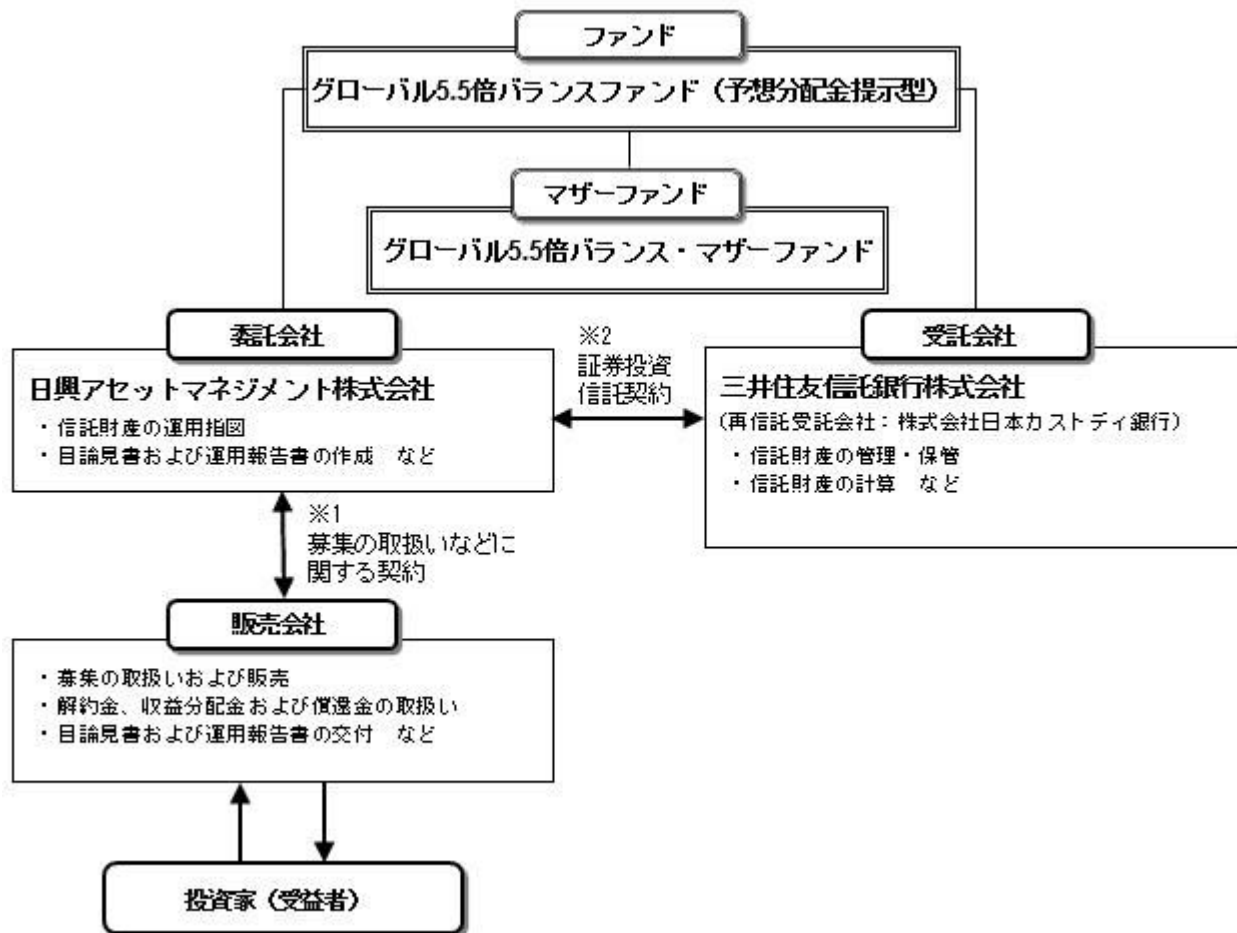 ファンド
グローバル5.5倍バランスファンド（予想分配金提示型）
マザーファンド
グローバル5.5倍バランス・マザーファンド
委託会社
日興アセットマネジメント株式会社
・信託財産の運用指図
・目論見書および運用報告書の作成　など
※2
証券投資
信託契約
受託会社
三井住友信託銀行株式会社
（再信託受託会社：株式会社日本カストディ銀行）
・信託財産の管理・保管
・信託財産の計算　など
※1
募集の取扱いなどに
関する契約
販売会社
・募集の取扱いおよび販売
・解約金、収益分配金および償還金の取扱い
・目論見書および運用報告書の交付　など
投資家（受益者）